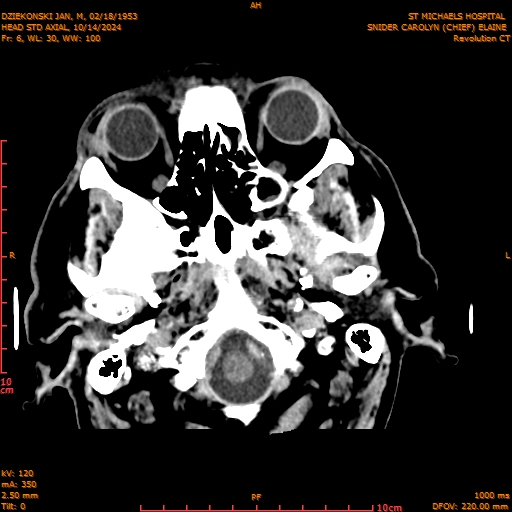 AH
DZIEKONSKI JAN, M, 02/18/1953
HEAD STD AXIAL, 10/14/2024
Fr: 6, WL: 30, WW: 100
ST MICHAELS HOSPITAL
SNIDER CAROLYN (CHIEF) ELAINE
Revolution CT
R
L
10
cm
kV: 120
mA: 350
2.50 mm
Tilt: 0
PF
10cm
1000 ms
DFOV: 220.00 mm